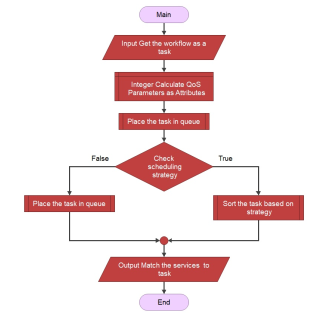 Main
Input Get the workflow as a
task
Integer Calculate QoS
Parameters as Attributes
Place the task in queue
False
Check
scheduling
strategy
True
Place the task in queue
Sort the task based on
strategy
Output Match the services to
task
End